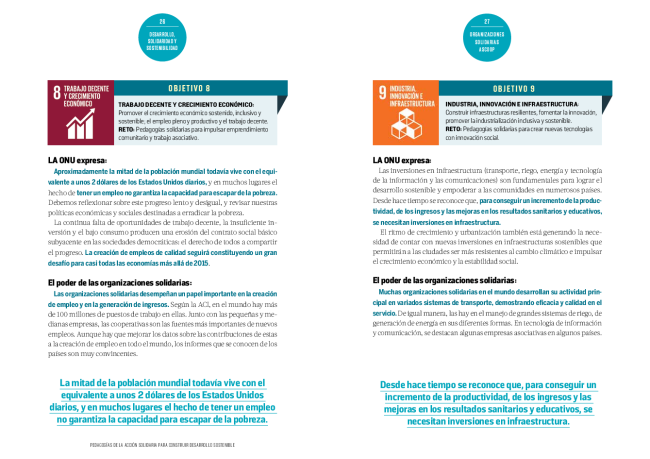 26
DESARROLLO,
SOLIDARIDAD Y
SOSTENIBILIDAD
8 TRABAJO DECENTE
Y CRECIMIENTO
ECONÓMICO
OBJETIVO 8
TRABAJO DECENTE Y CRECIMIENTO ECONÓMICO:
Promover el crecimiento económico sostenido, inclusivo y
sostenible, el empleo pleno y productivo y el trabajo decente.
RETO: Pedagogías solidarias para impulsar emprendimiento
comunitario y trabajo asociativo.
LA ONU expresa:
Aproximadamente la mitad de la población mundial todavía vive con el equi-
valente a unos 2 dólares de los Estados Unidos diarios, y en muchos lugares el
hecho de tener un empleo no garantiza la capacidad para escapar de la pobreza.
Debemos reflexionar sobre este progreso lento y desigual, y revisar nuestras
políticas económicas y sociales destinadas a erradicar la pobreza.
La continua falta de oportunidades de trabajo decente, la insuficiente in-
versión y el bajo consumo producen una erosión del contrato social básico
subyacente en las sociedades democráticas: el derecho de todos a compartir
el progreso. La creación de empleos de calidad seguirá constituyendo un gran
desafío para casi todas las economías más allá de 2015.
El poder de las organizaciones solidarias:
Las organizaciones solidarias desempeñan un papel importante en la creación
de empleo y en la generación de ingresos. Según la ACI, en el mundo hay más
de 100 millones de puestos de trabajo en ellas. Junto con las pequeñas y me-
dianas empresas, las cooperativas son las fuentes más importantes de nuevos
empleos. Aunque hay que mejorar los datos sobre las contribuciones de estas
a la creación de empleo en todo el mundo, los informes que se conocen de los
países son muy convincentes.
La mitad de la población mundial todavía vive con el
equivalente a unos 2 dólares de los Estados Unidos
diarios, y en muchos lugares el hecho de tener un empleo
no garantiza la capacidad para escapar de la pobreza.
PEDAGOGÍAS DE LA ACCIÓN SOLIDARIA PARA CONSTRUIR DESARROLLO SOSTENIBLE
27
ORGANIZACIONES
SOLIDARIAS
ASCOOP
9 INDUSTRIA,
INNOVACIÓN E
INFRAESTRUCTURA
OBJETIVO 9
INDUSTRIA, INNOVACIÓN E INFRAESTRUCTURA:
Construir infraestructuras resilientes, fomentar la innovación,
promover la industrialización inclusiva y sostenible.
RETO: Pedagogías solidarias para crear nuevas tecnologías
con innovación social.
LA ONU expresa:
Las inversiones en infraestructura (transporte, riego, energía y tecnología
de la información y las comunicaciones) son fundamentales para lograr el
desarrollo sostenible y empoderar a las comunidades en numerosos países.
Desde hace tiempo se reconoce que, para conseguir un incremento de la produc-
tividad, de los ingresos y las mejoras en los resultados sanitarios y educativos,
se necesitan inversiones en infraestructura.
El ritmo de crecimiento y urbanización también está generando la nece-
sidad de contar con nuevas inversiones en infraestructuras sostenibles que
permitirán a las ciudades ser más resistentes al cambio climático e impulsar
el crecimiento económico y la estabilidad social.
El poder de las organizaciones solidarias:
Muchas organizaciones solidarias en el mundo desarrollan su actividad prin-
cipal en variados sistemas de transporte, demostrando eficacia y calidad en el
servicio. De igual manera, las hay en el manejo de grandes sistemas de riego, de
generación de energía en sus diferentes formas. En tecnología de información
y comunicación, se destacan algunas empresas asociativas en algunos países.
Desde hace tiempo se reconoce que, para conseguir un
incremento de la productividad, de los ingresos y las
mejoras en los resultados sanitarios y educativos, se
necesitan inversiones en infraestructura.